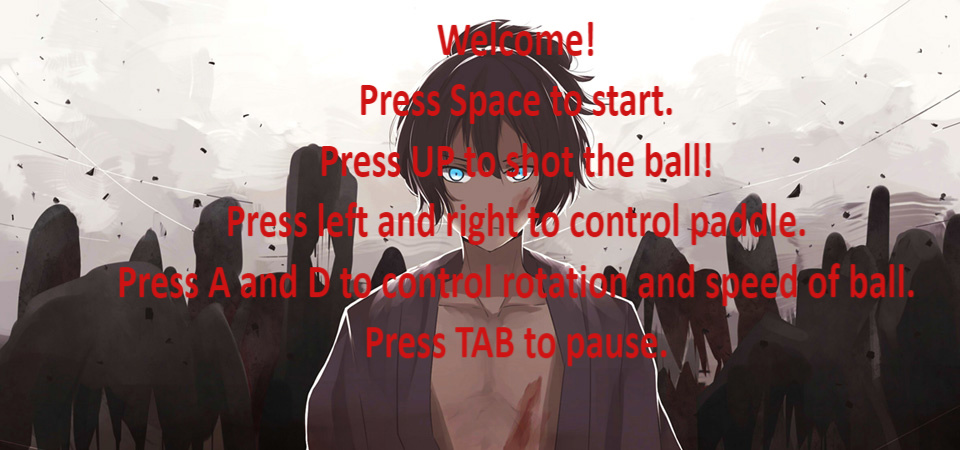 Welcome!
Press Space to start.
Press UP to shot the ball!
Press left and right to control paddle.
Press A and D to control rotation and speed of ball.
Press TAB to pause.